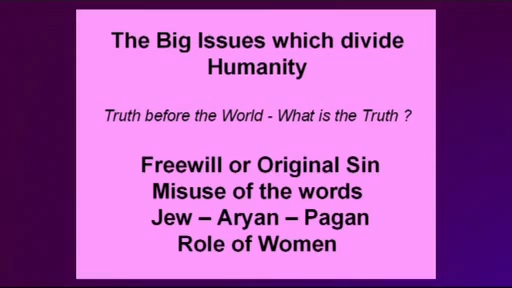 The Big Issues which divide
Humanity
Truth before the World - What is the Truth ?
Freewill or Original Sin
Misuse of the words
Jew – Aryan – Pagan
Role of Women